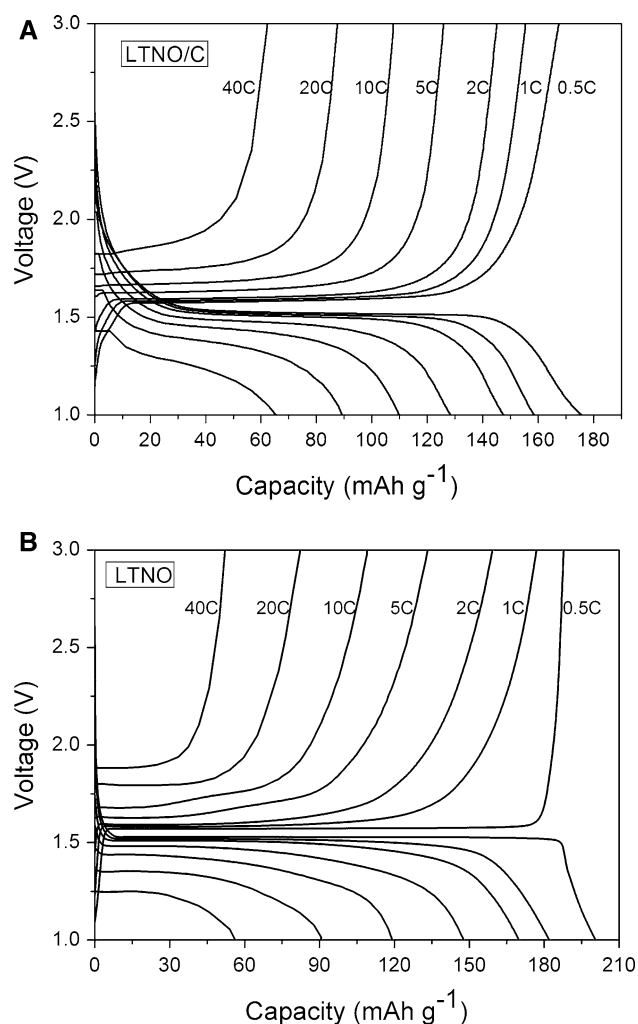 A
LTNO/C
40C 20C 10C 5C 2C 1C 0.5C
3.0
2.5
2.0
1.5
1.0
Voltage (V)
0 20 40 60 80 100 120 140 160 180
Capacity (mAh g-1)
B
LTNO
40C 20C 10C 5C 2C 1C 0.5C
3.0
2.5
2.0
1.5
1.0
Voltage (V)
0 30 60 90 120 150 180 210
Capacity (mAh g-1)